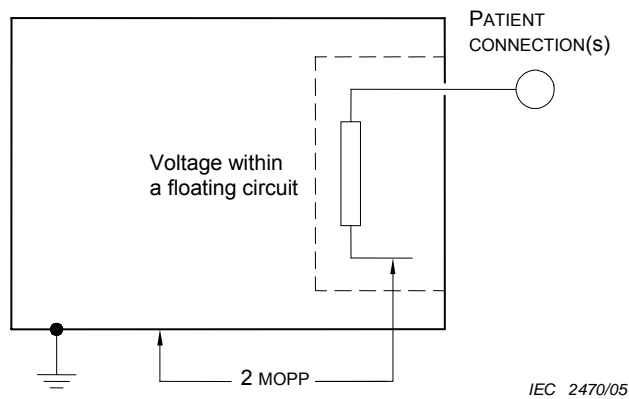 PATIENT
CONNECTION(s)
Voltage within
a floating circuit
2 MOPP
IEC 2470/05